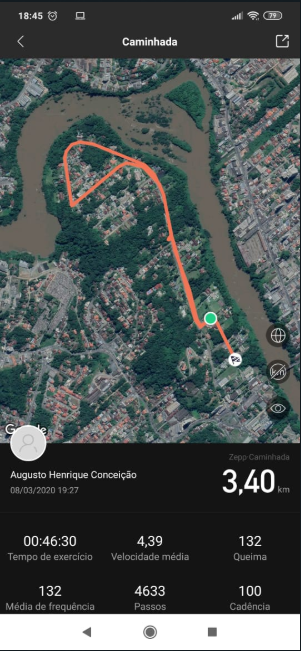 18:45 79
Caminhada
Google
Zepp-Caminhada
Augusto Henrique Conceição
3,40 km
08/03/2020 19:27
00:46:30 4,39 132
Tempo de exercício Velocidade média Queima
132 4633 100
Média de frequência Passos Cadência